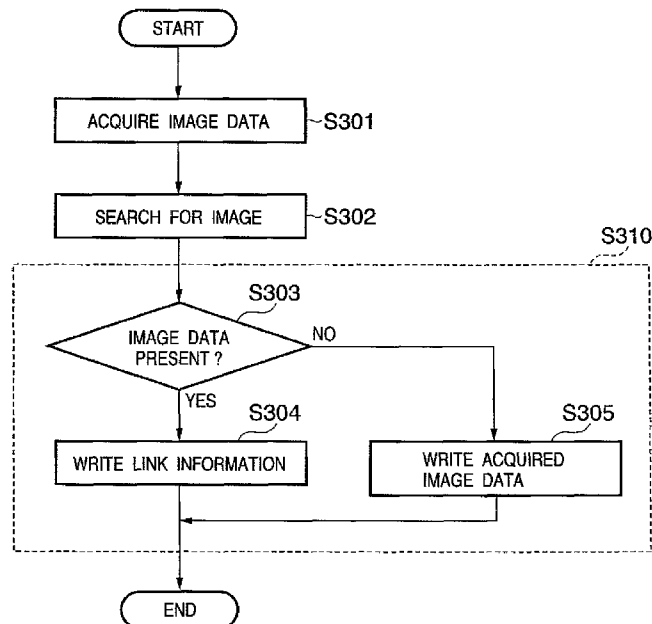 START
ACQUIRE IMAGE DATA
S301
SEARCH FOR IMAGE
S302
S310
S303
IMAGE DATA
PRESENT ?
NO
YES
S304
WRITE LINK INFORMATION
S305
WRITE ACQUIRED
IMAGE DATA
END